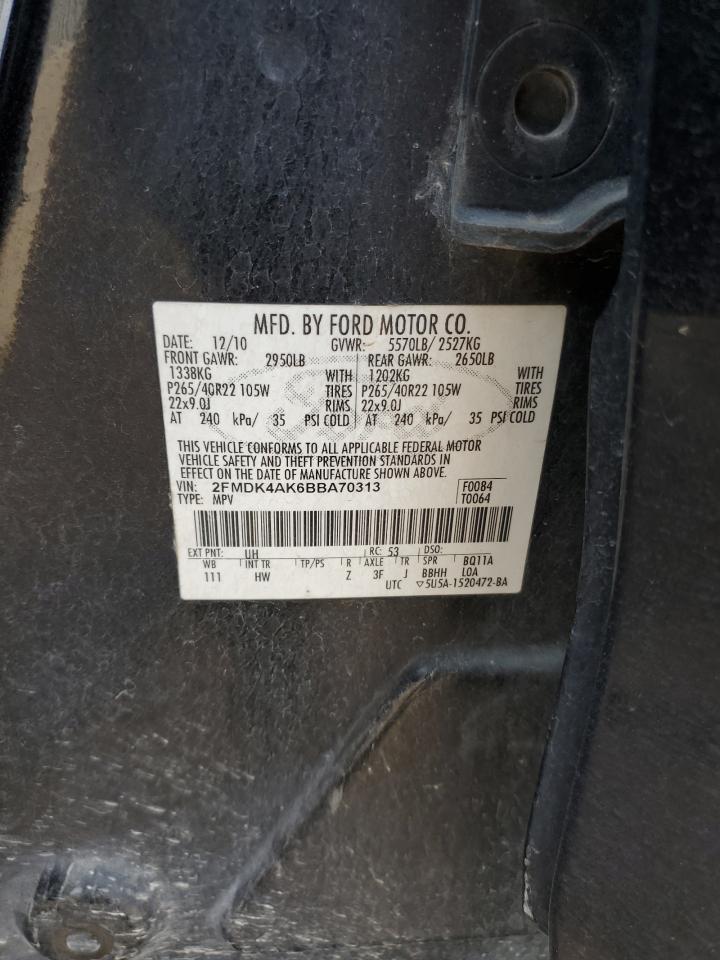 MFD. BY FORD MOTOR CO.
DATE: 12/10 GVWR: 5570LB/ 2527KG
FRONT GAWR: 2950LB REAR GAWR: 2650LB
1338KG WITH 1202KG WITH
P265/40R22 105W TIRES P265/40R22 105W TIRES
22x9.0J RIMS 22x9.0J RIMS
AT 240 kPa/ 35 PSI COLD AT 240 kPa/ 35 PSI COLD
Ford
THIS VEHICLE CONFORMS TO ALL APPLICABLE FEDERAL MOTOR
VEHICLE SAFETY AND THEFT PREVENTION STANDARDS IN
EFFECT ON THE DATE OF MANUFACTURE SHOWN ABOVE.
VIN: 2FMDK4AK6BBA70313 F0084
TYPE: MPV T0064
EXT PNT: UH RC: 53 DSO:
WB INT TR TP/PS R AXLE TR SPR BQ11A
111 HW Z 3F J BBHH LOA
UTC ▽5U5A-1520472-BA